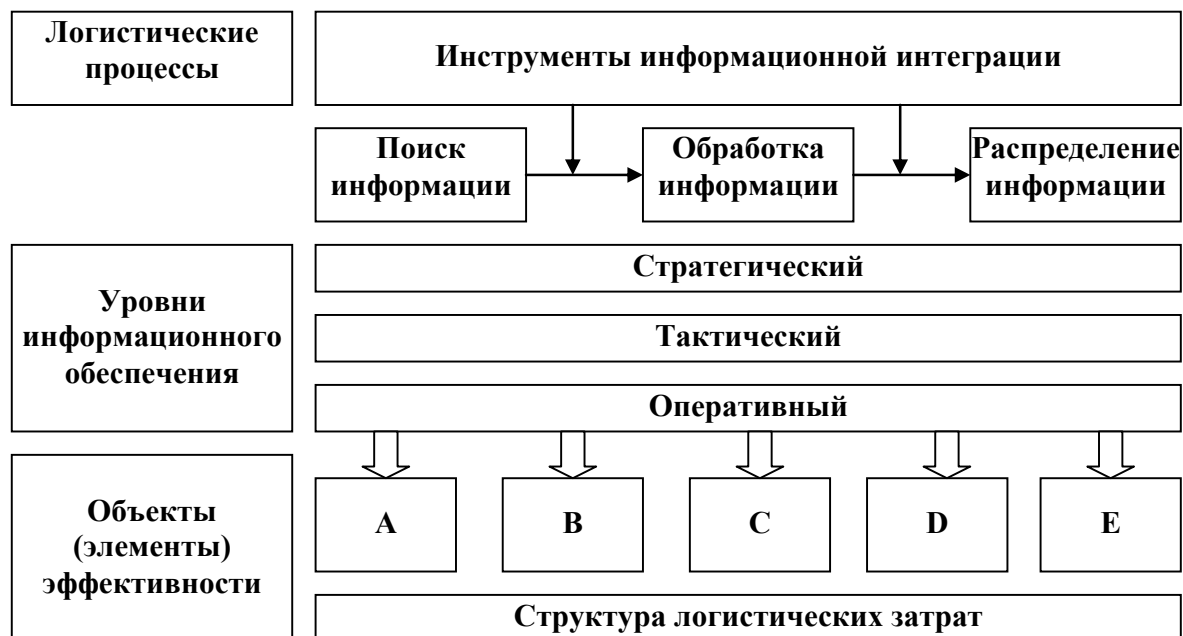 Логистические
процессы
Инструменты информационной интеграции
Поиск
информации
Обработка
информации
Распределение
информации
Уровни
информационного
обеспечения
Стратегический
Тактический
Оперативный
Объекты
(элементы)
эффективности
A
B
C
D
E
Структура логистических затрат